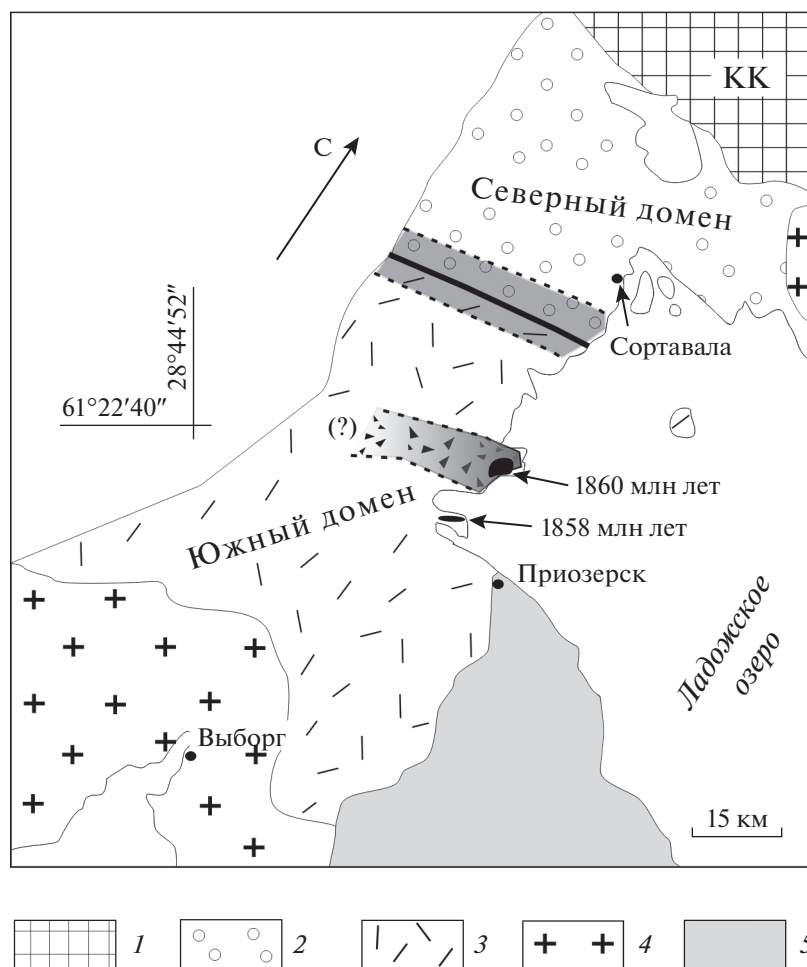 КК
С
Северный домен
28°44′52″
Сортавала
61°22′40″
(?)
1860 млн лет
1858 млн лет
Южный домен
Приозерск
Ладожское
озеро
Выборг
15 км
1 2 3 4 5